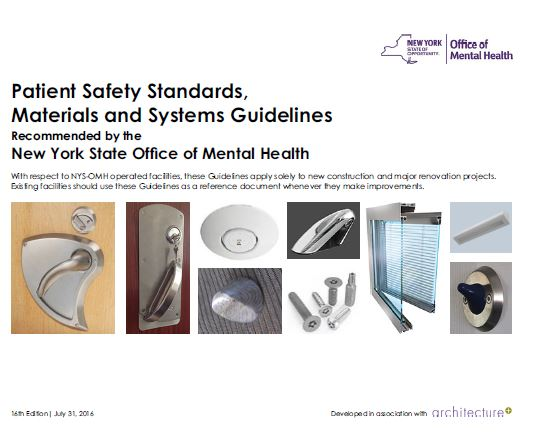 NEW YORK
STATE OF
OPPORTUNITY.
Office of
Mental Health
Patient Safety Standards,
Materials and Systems Guidelines
Recommended by the
New York State Office of Mental Health
With respect to NYS-OMH operated facilities, these Guidelines apply solely to new construction and major renovation projects.
Existing facilities should use these Guidelines as a reference document whenever they make improvements.
16th Edition | July 31, 2016
Developed in association with architecture+